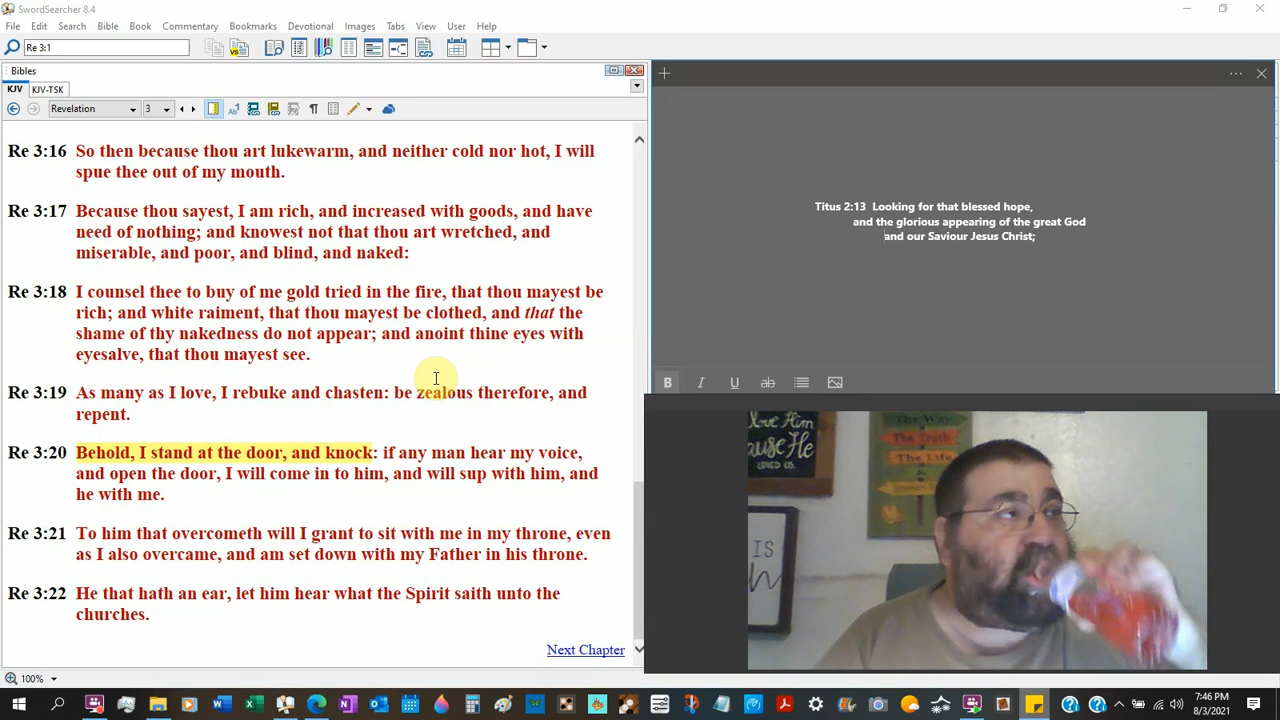 SwordSearcher 8.4
File Edit Search Bible Book Commentary Bookmarks Devotional Images Tabs View User Help
Re 3:1
Bibles
KJV KJV-TSK
Revelation 3
Re 3:16 So then because thou art lukewarm, and neither cold nor hot, I will
spue thee out of my mouth.
Re 3:17 Because thou sayest, I am rich, and increased with goods, and have
need of nothing; and knowest not that thou art wretched, and
miserable, and poor, and blind, and naked:
Re 3:18 I counsel thee to buy of me gold tried in the fire, that thou mayest be
rich; and white raiment, that thou mayest be clothed, and that the
shame of thy nakedness do not appear; and anoint thine eyes with
eyesalve, that thou mayest see.
Re 3:19 As many as I love, I rebuke and chasten: be zealous therefore, and
repent.
Re 3:20 Behold, I stand at the door, and knock: if any man hear my voice,
and open the door, I will come in to him, and will sup with him, and
he with me.
Re 3:21 To him that overcometh will I grant to sit with me in my throne, even
as I also overcame, and am set down with my Father in his throne.
Re 3:22 He that hath an ear, let him hear what the Spirit saith unto the
churches.
Next Chapter
100%
Titus 2:13 Looking for that blessed hope,
and the glorious appearing of the great God
and our Saviour Jesus Christ;
B I U ab
love Him
because He
LOVED US.
The Way
The Truth
The Life
IS
7:46 PM
8/3/2021